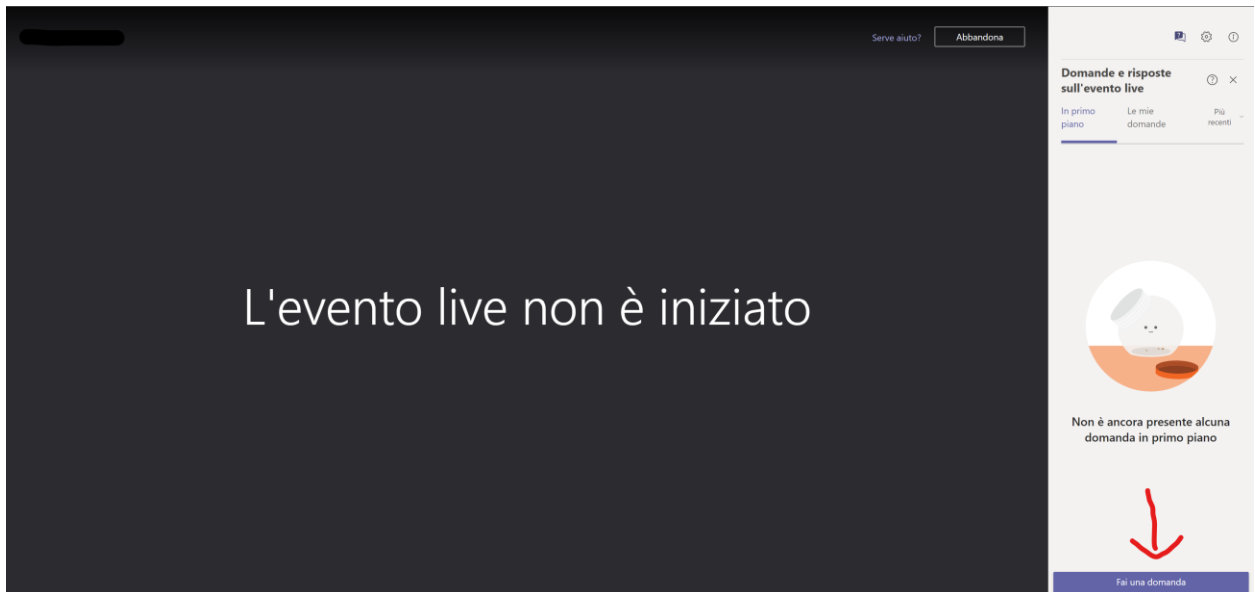 Serve aiuto?
Abbandona
Domande e risposte
sull'evento live
In primo
piano
Le mie
domande
Più
recenti
L'evento live non è iniziato
Non è ancora presente alcuna
domanda in primo piano
Fai una domanda